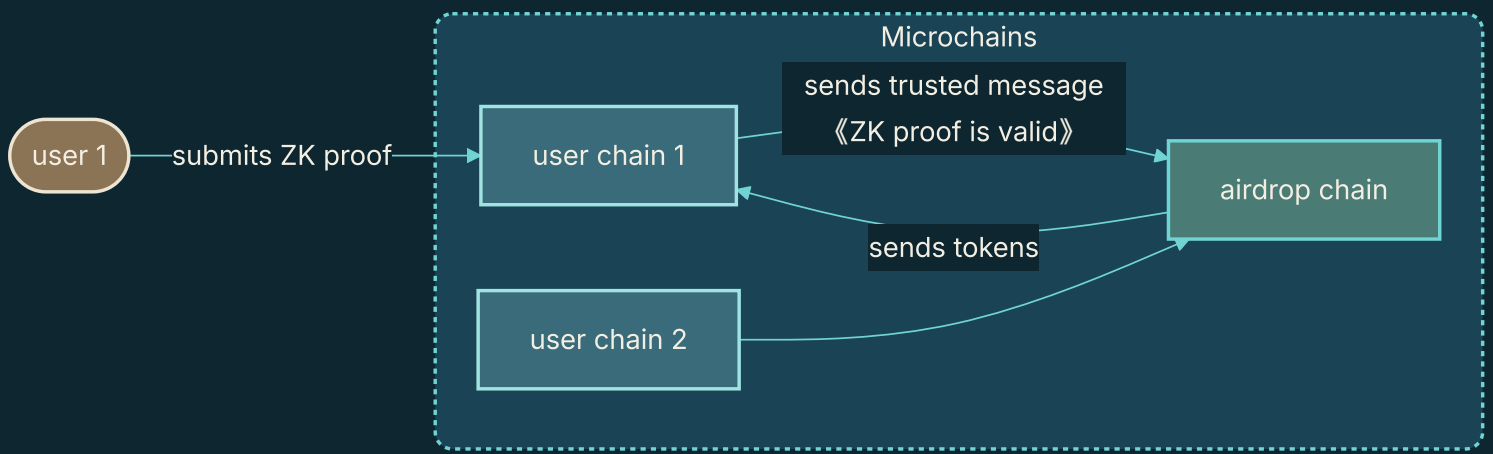 Microchains
sends trusted message
《ZK proof is valid》
user 1
submits ZK proof
user chain 1
airdrop chain
sends tokens
user chain 2